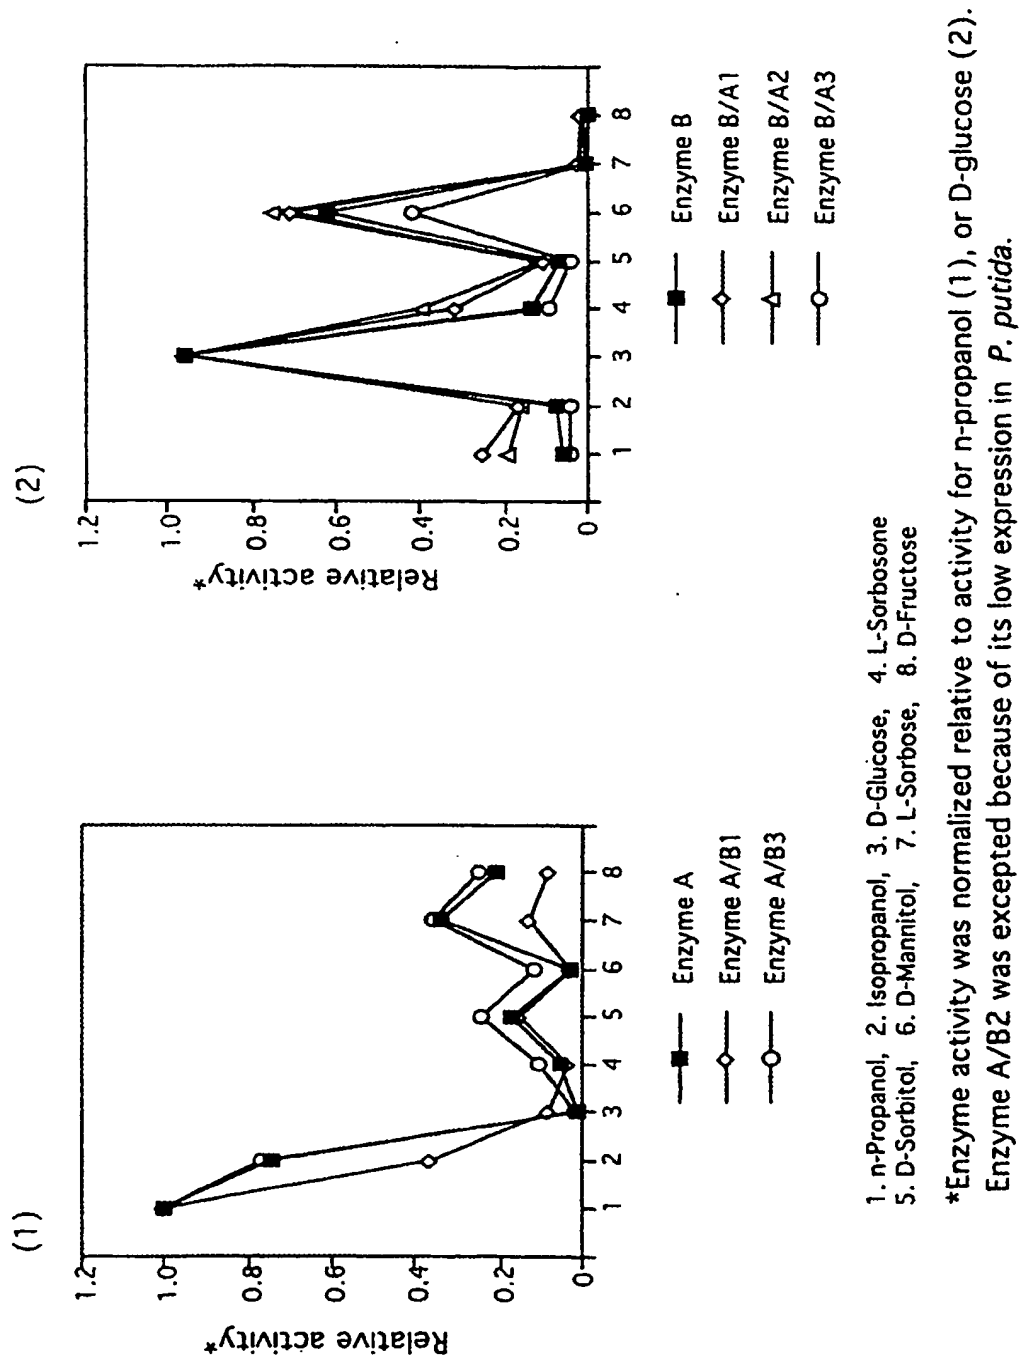 (1)
Relative activity*
1.2
1.0
0.8
0.6
0.4
0.2
0
1 2 3 4 5 6 7 8
Enzyme A
Enzyme A/B1
Enzyme A/B3
(2)
Relative activity*
1.2
1.0
0.8
0.6
0.4
0.2
0
1 2 3 4 5 6 7 8
Enzyme B
Enzyme B/A1
Enzyme B/A2
Enzyme B/A3
1. n-Propanol, 2. Isopropanol, 3. D-Glucose, 4. L-Sorbosone
5. D-Sorbitol, 6. D-Mannitol, 7. L-Sorbose, 8. D-Fructose
*Enzyme activity was normalized relative to activity for n-propanol (1), or D-glucose (2).
Enzyme A/B2 was excepted because of its low expression in P. putida.